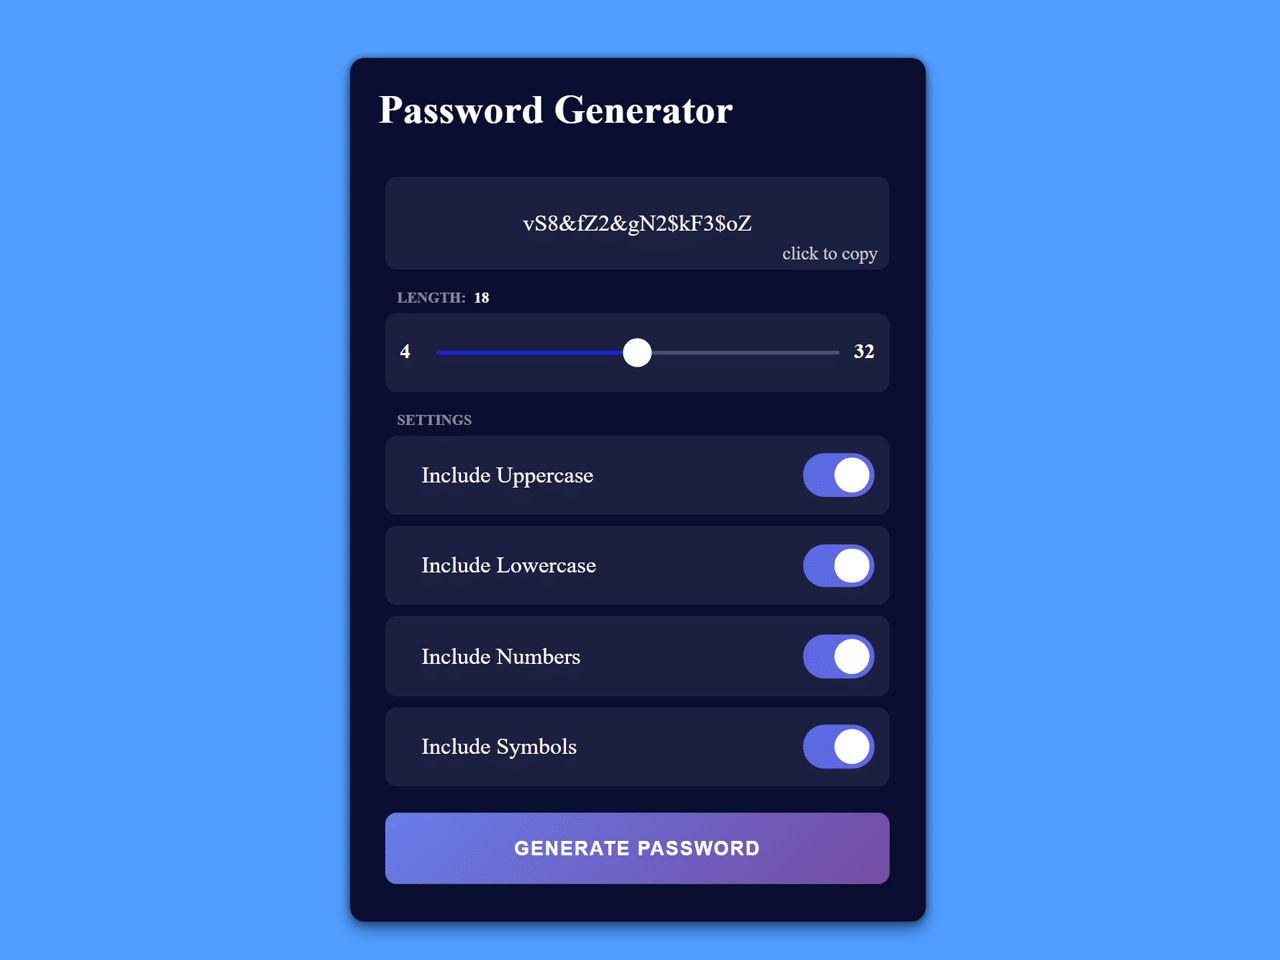 Password Generator
vS8&fZ2&gN2$kF3$oZ
click to copy
LENGTH: 18
4 32
SETTINGS
Include Uppercase
Include Lowercase
Include Numbers
Include Symbols
GENERATE PASSWORD